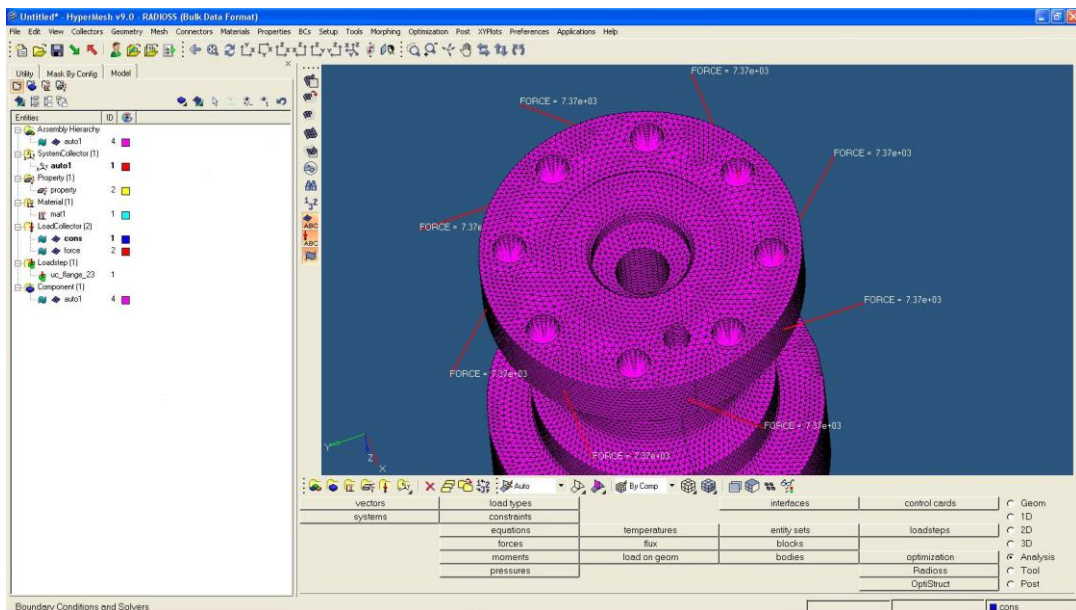 Untitled* - HyperMesh v9.0 - RADIOSS (Bulk Data Format)
File Edit View Collectors Geometry Mesh Connectors Materials Properties BCs Setup Tools Morphing Optimization Post XYPlots Preferences Applications Help
Utility Mask By Config Model
Entities ID
Assembly Hierarchy
auto1 4
SystemCollector (1)
auto1 1
Property (1)
property 2
Material (1)
mat1 1
LoadCollector (2)
cons 1
force 2
Loadstep (1)
uc_flange_23 1
Component (1)
auto1 4
1 2 3
ABC
ABC
FORCE = 7.37e+03
FORCE = 7.37e+03
FORCE = 7.37e+03
FORCE = 7.37e
FORCE = 7.37e+03
FORCE = 7.37e+03
FORCE = 7.37e+03
FORCE = 7.37e+03
Y Z X
Auto By Comp
vectors load types interfaces control cards Geom
systems constraints 1D
equations temperatures entity sets loadsteps 2D
forces flux blocks 3D
moments load on geom bodies optimization Analysis
pressures Radioss Tool
OptiStruct Post
Boundary Conditions and Solvers cons